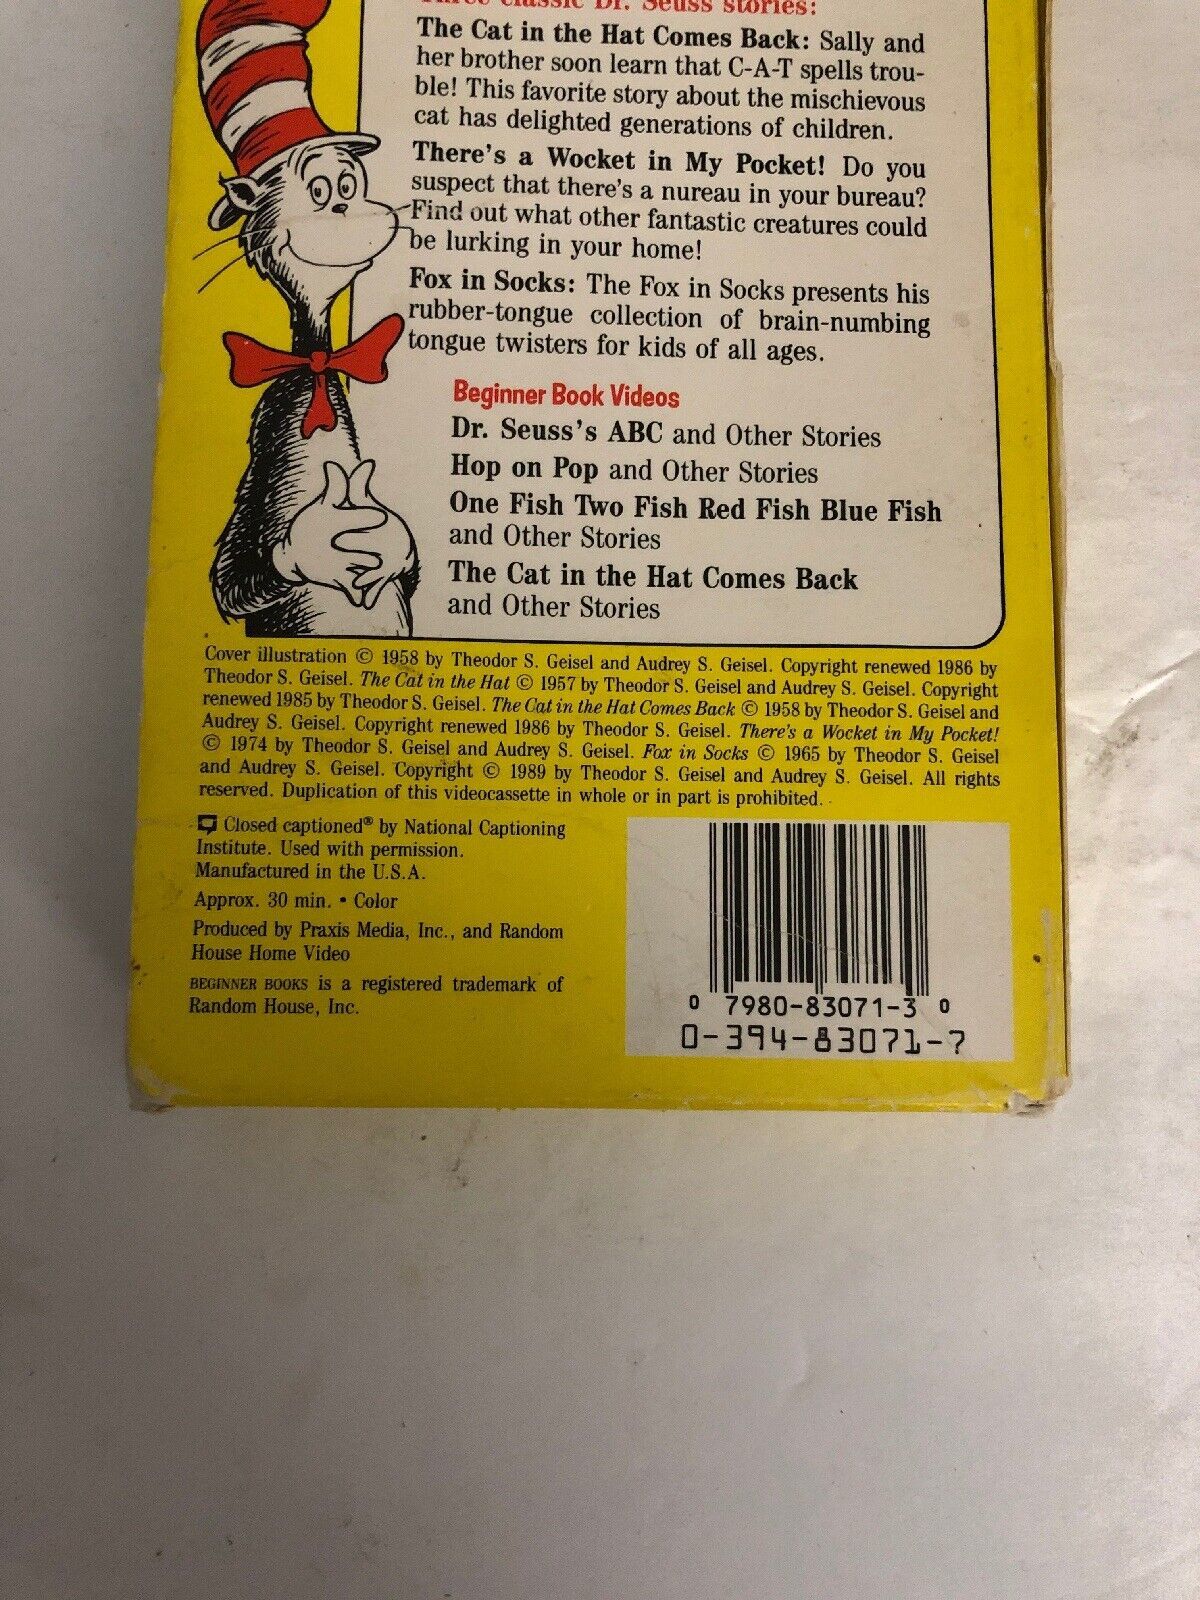 Three classic Dr. Seuss stories:
The Cat in the Hat Comes Back: Sally and
her brother soon learn that C-A-T spells trou-
ble! This favorite story about the mischievous
cat has delighted generations of children.
There's a Wocket in My Pocket! Do you
suspect that there's a nureau in your bureau?
Find out what other fantastic creatures could
be lurking in your home!
Fox in Socks: The Fox in Socks presents his
rubber-tongue collection of brain-numbing
tongue twisters for kids of all ages.
Beginner Book Videos
Dr. Seuss's ABC and Other Stories
Hop on Pop and Other Stories
One Fish Two Fish Red Fish Blue Fish
and Other Stories
The Cat in the Hat Comes Back
and Other Stories
Cover illustration © 1958 by Theodor S. Geisel and Audrey S. Geisel. Copyright renewed 1986 by
Theodor S. Geisel. The Cat in the Hat © 1957 by Theodor S. Geisel and Audrey S. Geisel. Copyright
renewed 1985 by Theodor S. Geisel. The Cat in the Hat Comes Back © 1958 by Theodor S. Geisel and
Audrey S. Geisel. Copyright renewed 1986 by Theodor S. Geisel. There's a Wocket in My Pocket!
© 1974 by Theodor S. Geisel and Audrey S. Geisel. Fox in Socks © 1965 by Theodor S. Geisel
and Audrey S. Geisel. Copyright © 1989 by Theodor S. Geisel and Audrey S. Geisel. All rights
reserved. Duplication of this videocassette in whole or in part is prohibited.
Closed captioned® by National Captioning
Institute. Used with permission.
Manufactured in the U.S.A.
Approx. 30 min. • Color
Produced by Praxis Media, Inc., and Random
House Home Video
BEGINNER BOOKS is a registered trademark of
Random House, Inc.
0 7980-83071-3 0
0-394-83071-7